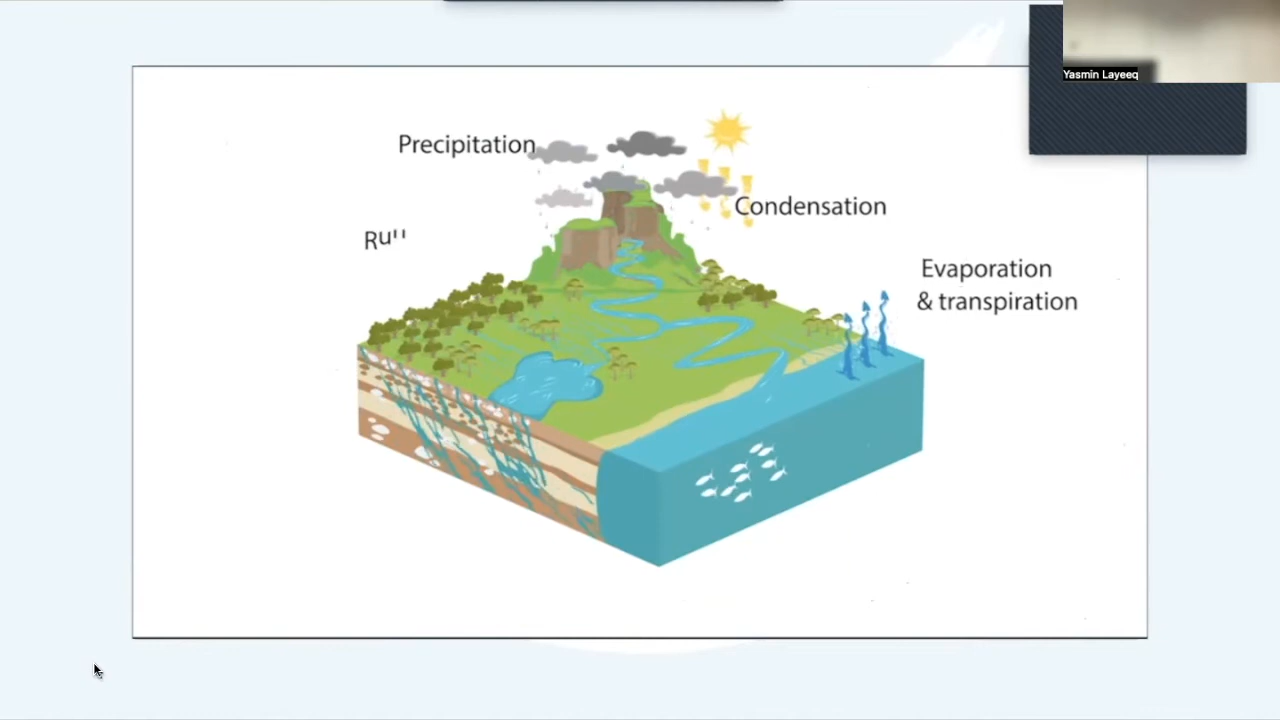 Yasmin Layeeq
Precipitation
Condensation
Evaporation
& transpiration